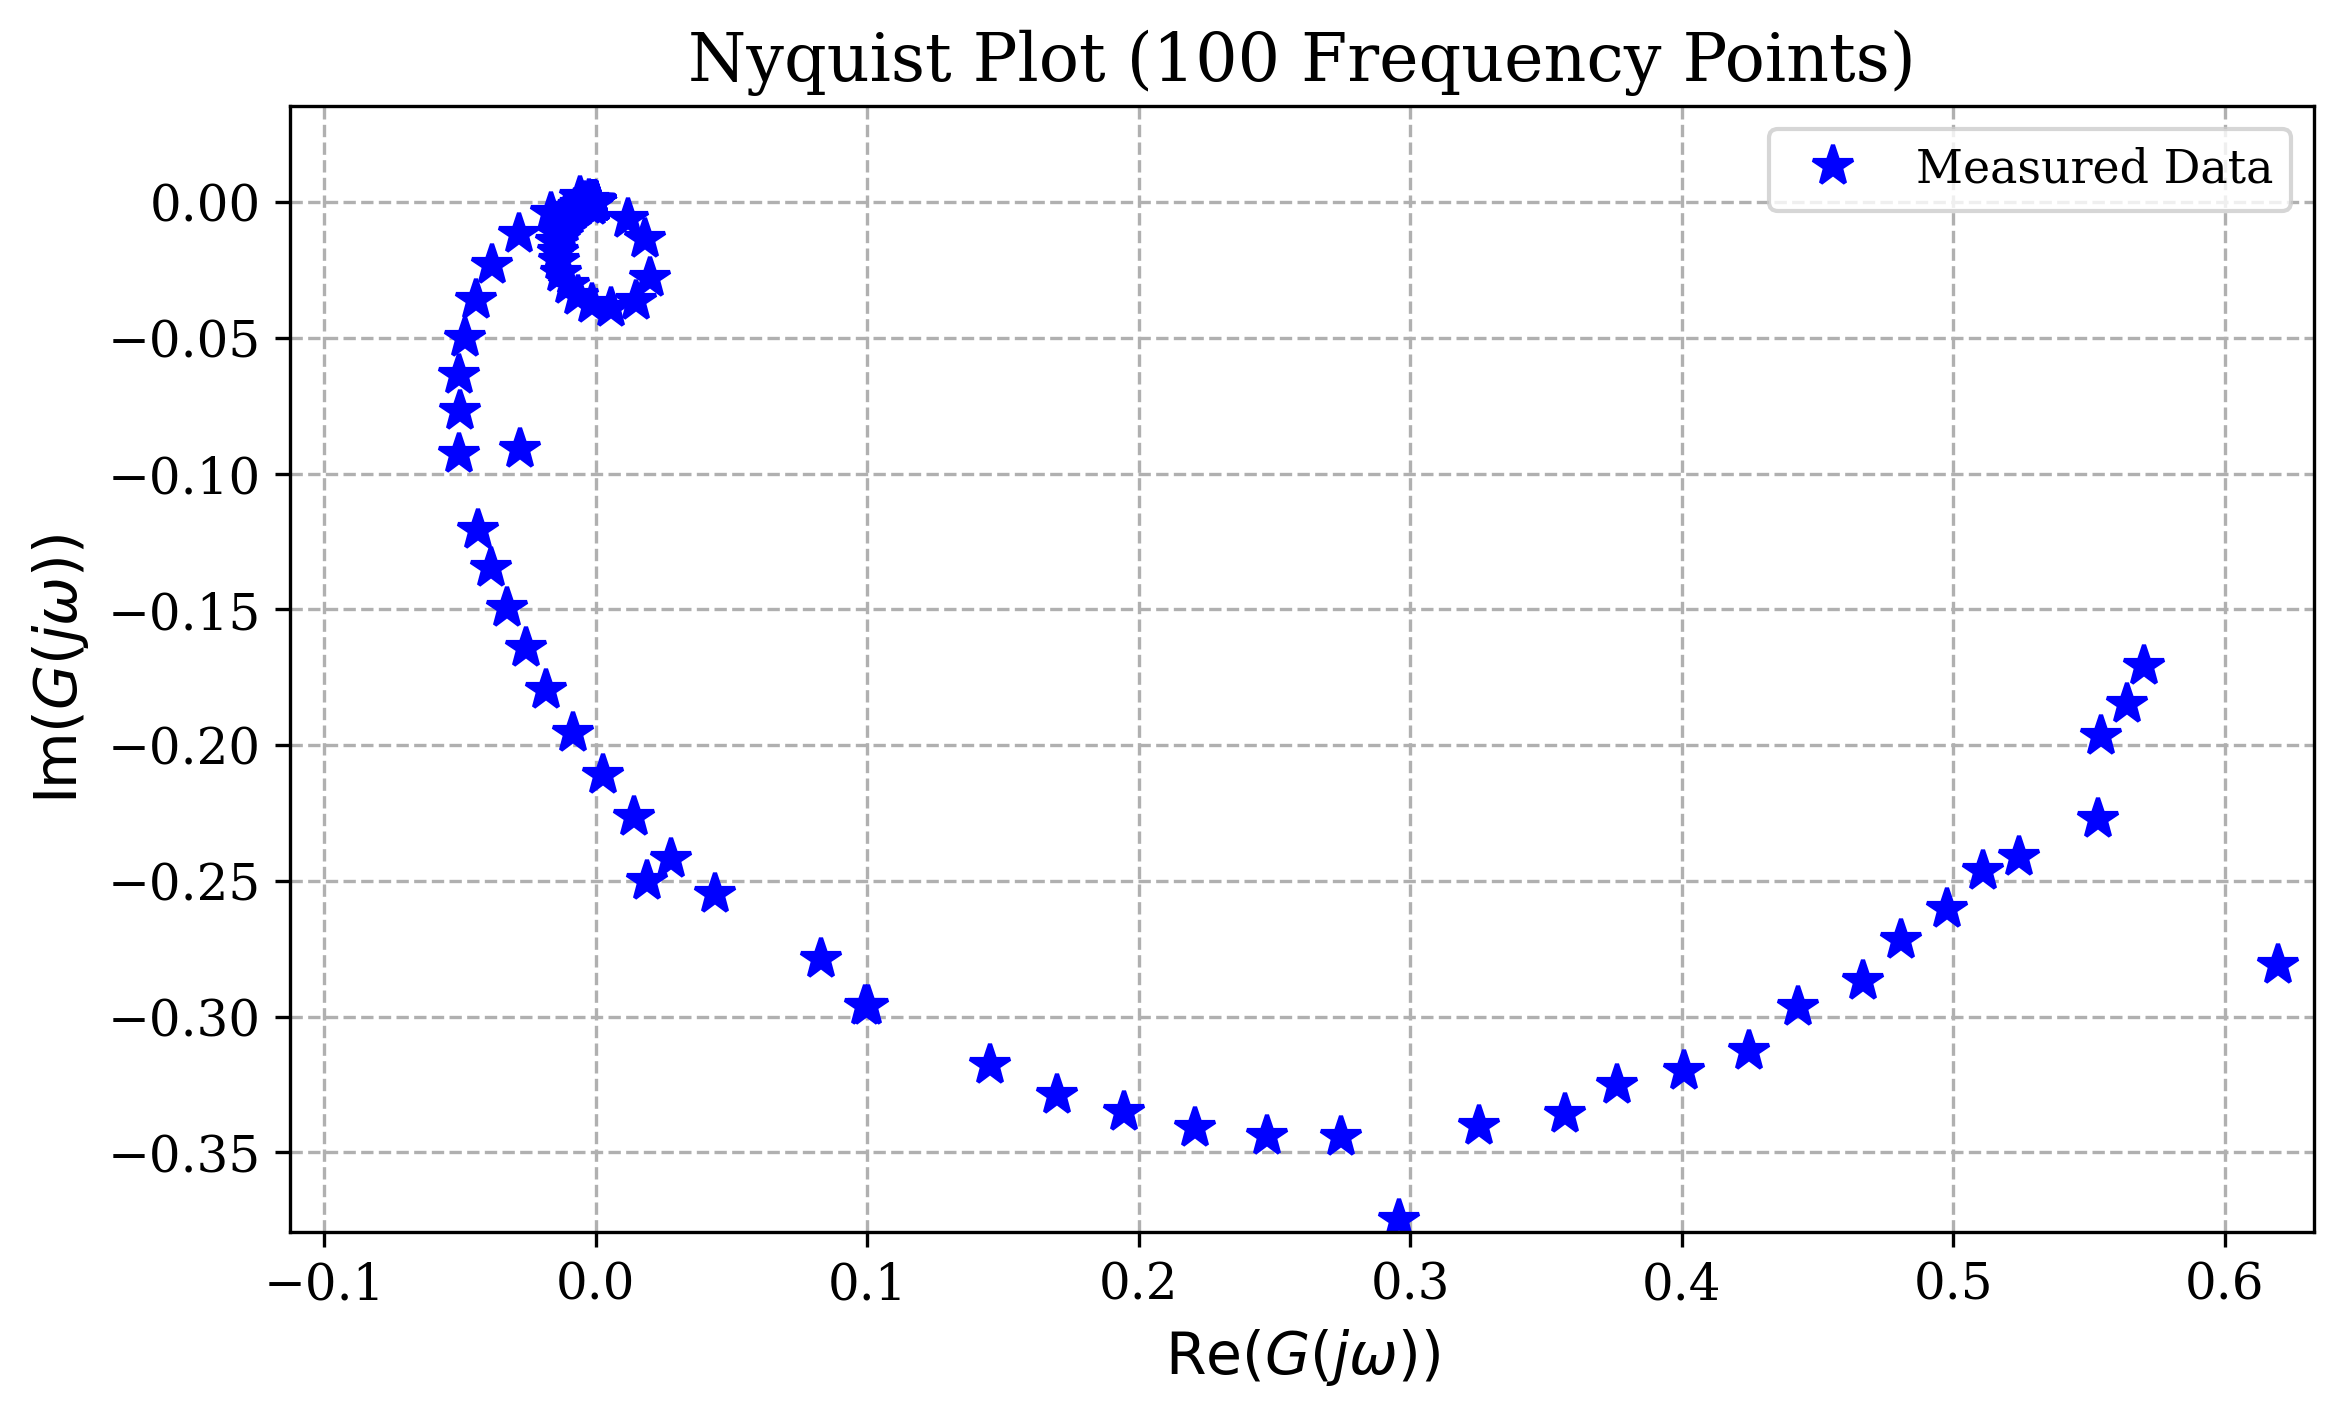 Nyquist Plot (100 Frequency Points)
Measured Data
0.00
−0.05
−0.10
−0.15
−0.20
−0.25
−0.30
−0.35
Im(G(jω))
−0.1 0.0 0.1 0.2 0.3 0.4 0.5 0.6
Re(G(jω))